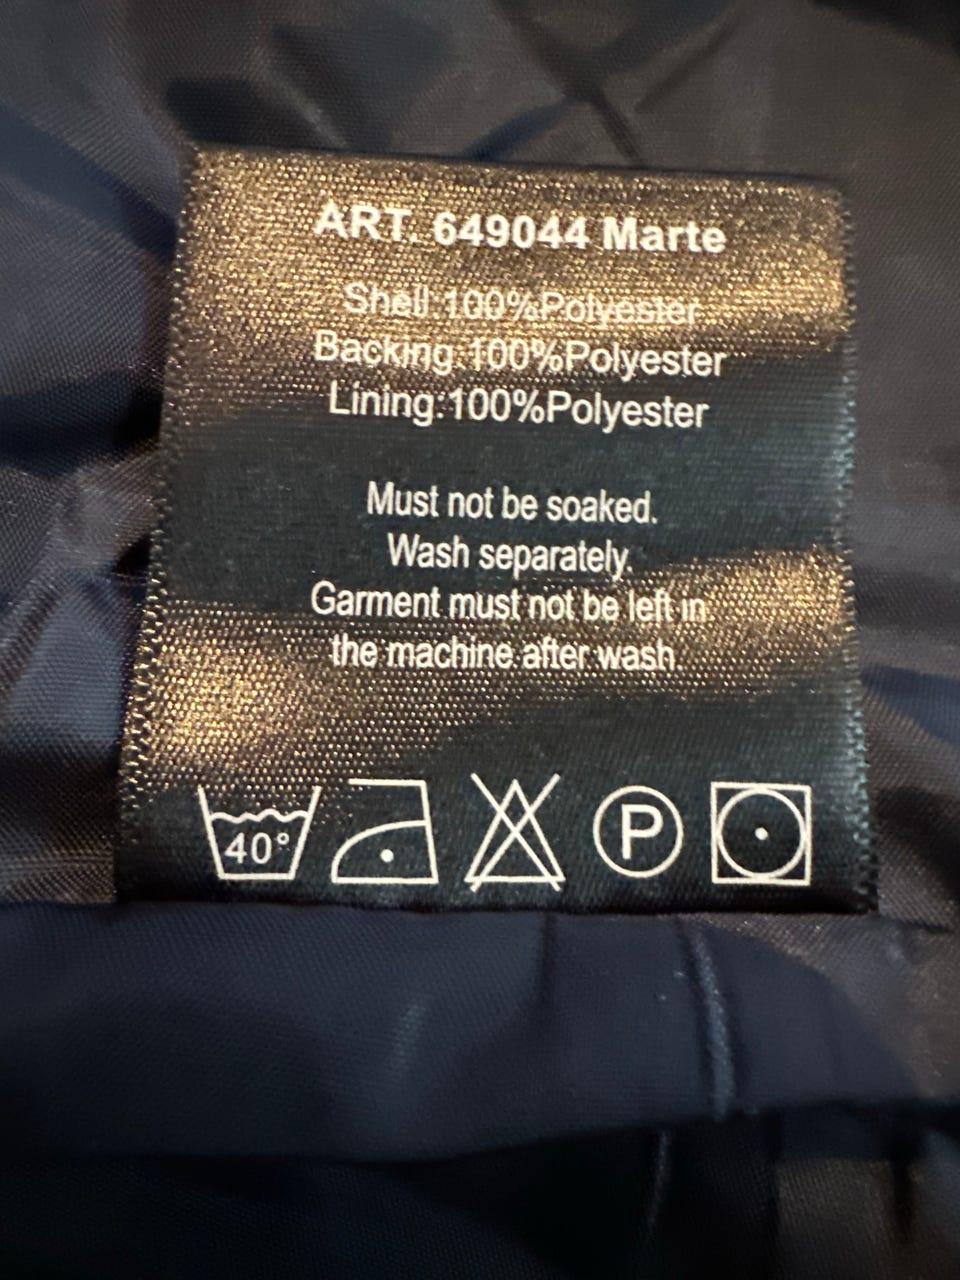 ART. 649044 Marte
Shell:100%Polyester
Backing:100%Polyester
Lining:100%Polyester
Must not be soaked.
Wash separately.
Garment must not be left in
the machine after wash
40°
P